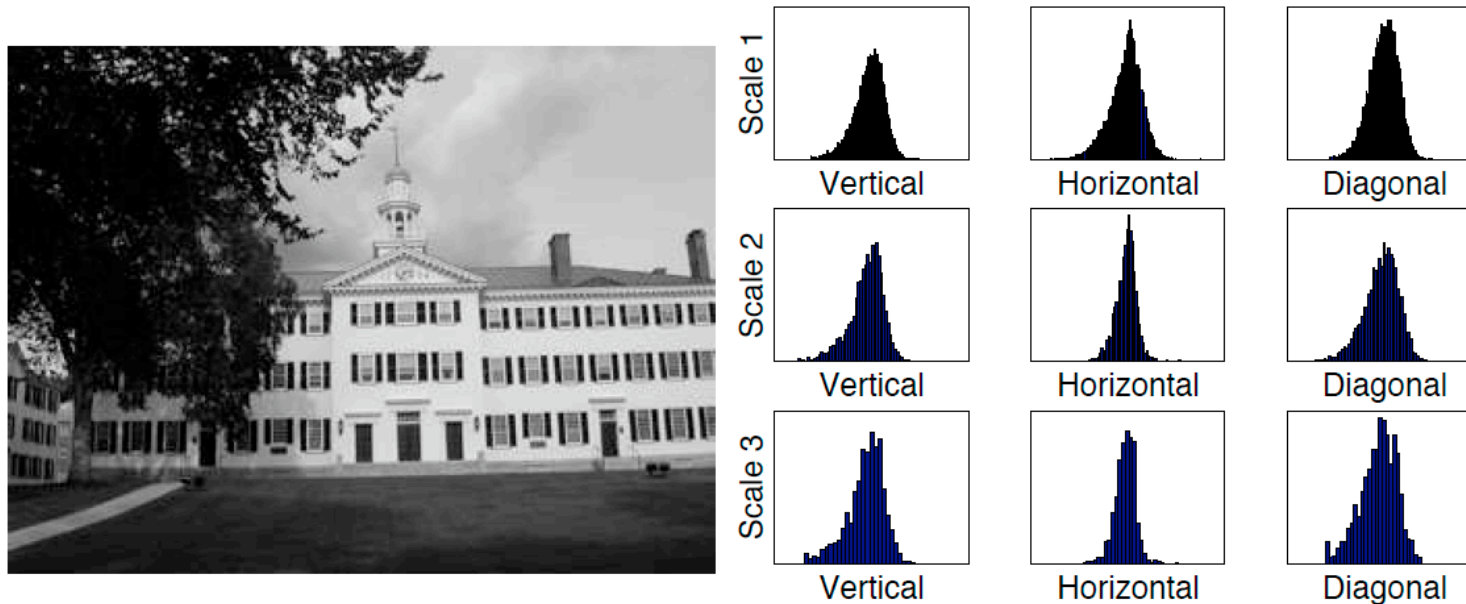 Scale 1
Vertical
Horizontal
Diagonal
Scale 2
Vertical
Horizontal
Diagonal
Scale 3
Vertical
Horizontal
Diagonal